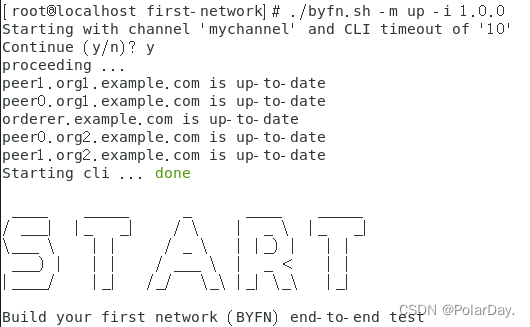 [root@localhost first-network]# ./byfn.sh -m up -i 1.0.0
Starting with channel 'mychannel' and CLI timeout of '10'
Continue (y/n)? y
proceeding ...
peer1.org1.example.com is up-to-date
peer0.org1.example.com is up-to-date
orderer.example.com is up-to-date
peer0.org2.example.com is up-to-date
peer1.org2.example.com is up-to-date
Starting cli ... done
START
Build your first network (BYFN) end-to-end test
CSDN @PolarDay.